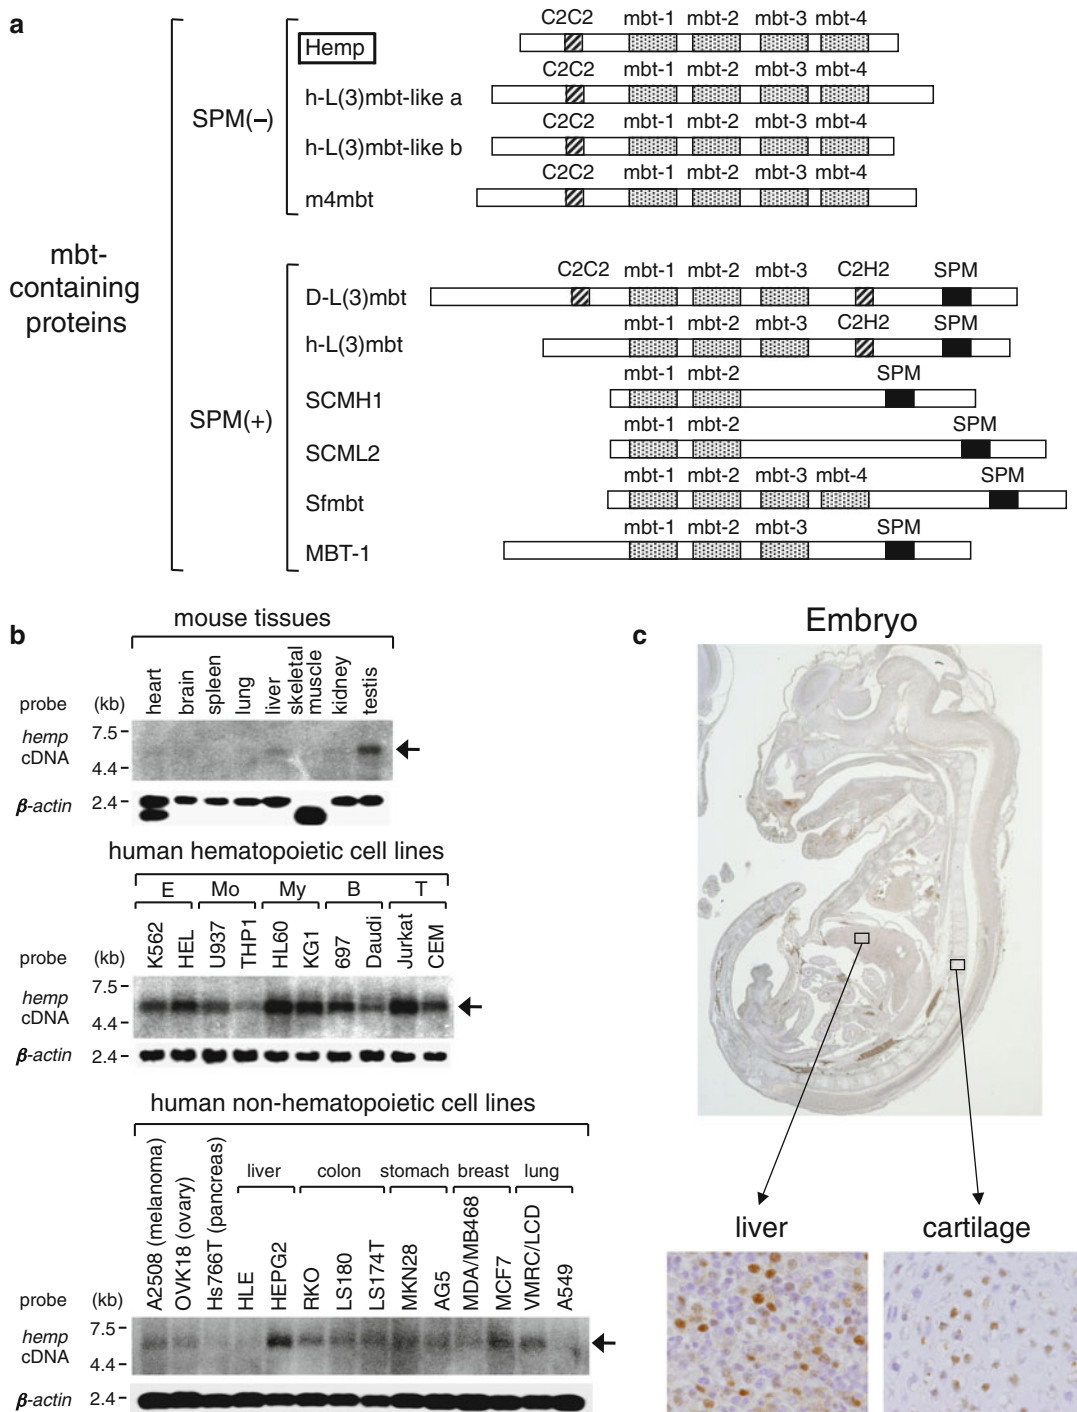 a
mbt-containing proteins
SPM(–)
C2C2 mbt-1 mbt-2 mbt-3 mbt-4
Hemp
C2C2 mbt-1 mbt-2 mbt-3 mbt-4
h-L(3)mbt-like a
C2C2 mbt-1 mbt-2 mbt-3 mbt-4
h-L(3)mbt-like b
C2C2 mbt-1 mbt-2 mbt-3 mbt-4
m4mbt
SPM(+)
C2C2 mbt-1 mbt-2 mbt-3 C2H2 SPM
D-L(3)mbt
mbt-1 mbt-2 mbt-3 C2H2 SPM
h-L(3)mbt
mbt-1 mbt-2 SPM
SCMH1
mbt-1 mbt-2 SPM
SCML2
mbt-1 mbt-2 mbt-3 mbt-4 SPM
Sfmbt
mbt-1 mbt-2 mbt-3 SPM
MBT-1
b
mouse tissues
heart brain spleen lung liver skeletal muscle kidney testis
probe (kb)
hemp cDNA
7.5
4.4
β-actin 2.4
human hematopoietic cell lines
E Mo My B T
K562 HEL U937 THP1 HL60 KG1 697 Daudi Jurkat CEM
probe (kb)
hemp cDNA
7.5
4.4
β-actin 2.4
human non-hematopoietic cell lines
liver colon stomach breast lung
A2508 (melanoma) OVK18 (ovary) Hs766T (pancreas) HLE HEPG2 RKO LS180 LS174T MKN28 AG5 MDA/MB468 MCF7 VMRC/LCD A549
probe (kb)
hemp cDNA
7.5
4.4
β-actin 2.4
c
Embryo
liver
cartilage